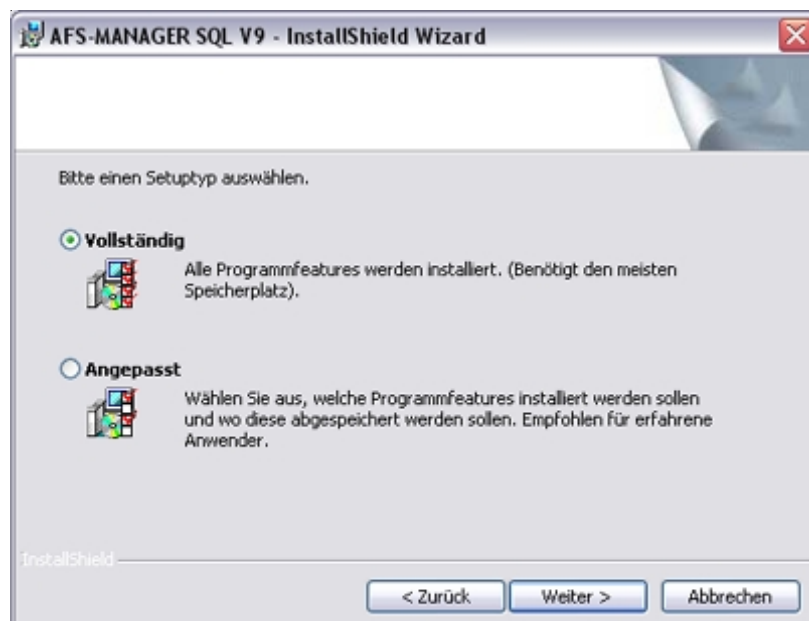 AFS-MANAGER SQL V9 - InstallShield Wizard
Bitte einen Setuptyp auswählen.
Vollständig
Alle Programmfeatures werden installiert. (Benötigt den meisten
Speicherplatz).
Angepasst
Wählen Sie aus, welche Programmfeatures installiert werden sollen
und wo diese abgespeichert werden sollen. Empfohlen für erfahrene
Anwender.
InstallShield
< Zurück Weiter > Abbrechen